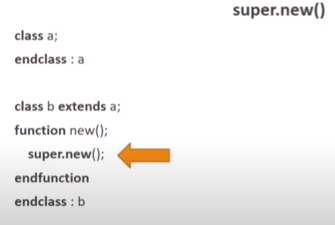 super.new()
class a;
endclass : a
class b extends a;
function new();
super.new();
endfunction
endclass : b